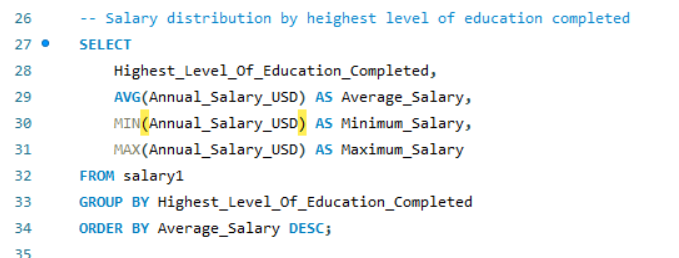 26 -- Salary distribution by heighest level of education completed
27 SELECT
28 Highest_Level_Of_Education_Completed,
29 AVG(Annual_Salary_USD) AS Average_Salary,
30 MIN(Annual_Salary_USD) AS Minimum_Salary,
31 MAX(Annual_Salary_USD) AS Maximum_Salary
32 FROM salary1
33 GROUP BY Highest_Level_Of_Education_Completed
34 ORDER BY Average_Salary DESC;
35